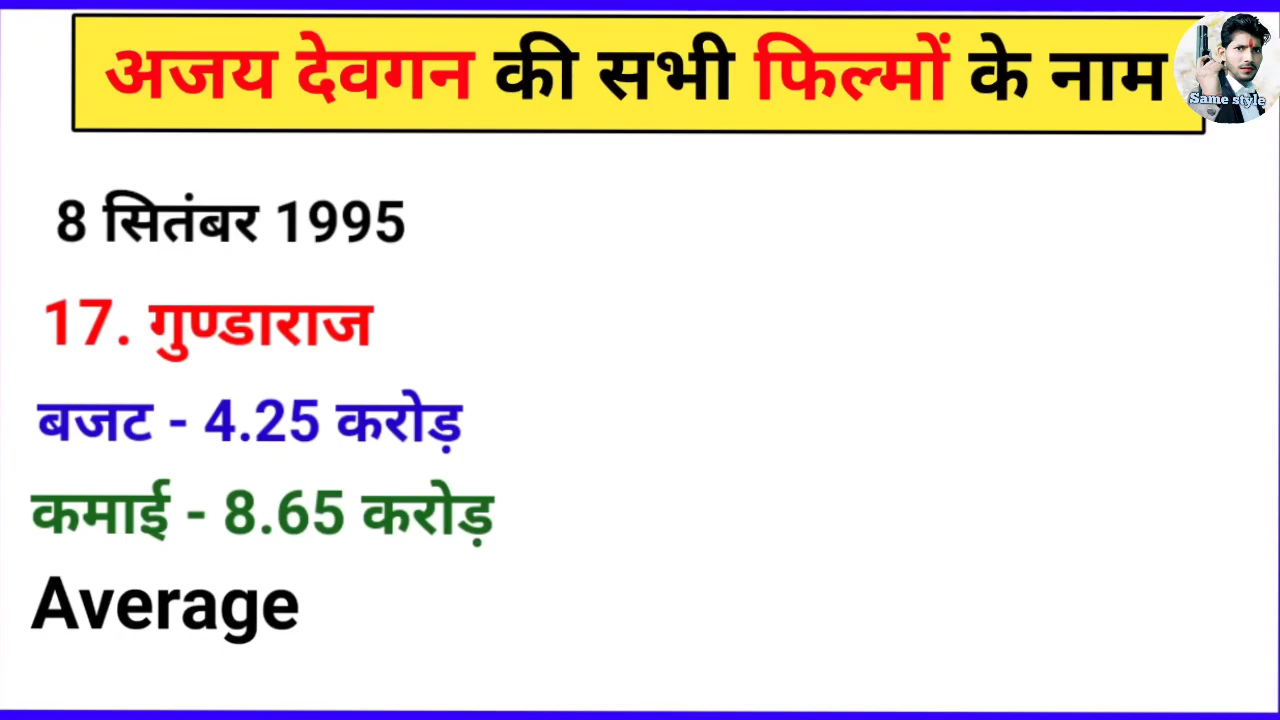 अजय देवगन की सभी फिल्मों के नाम
Same style
8 सितंबर 1995
17. गुण्डाराज
बजट - 4.25 करोड़
कमाई - 8.65 करोड़
Average